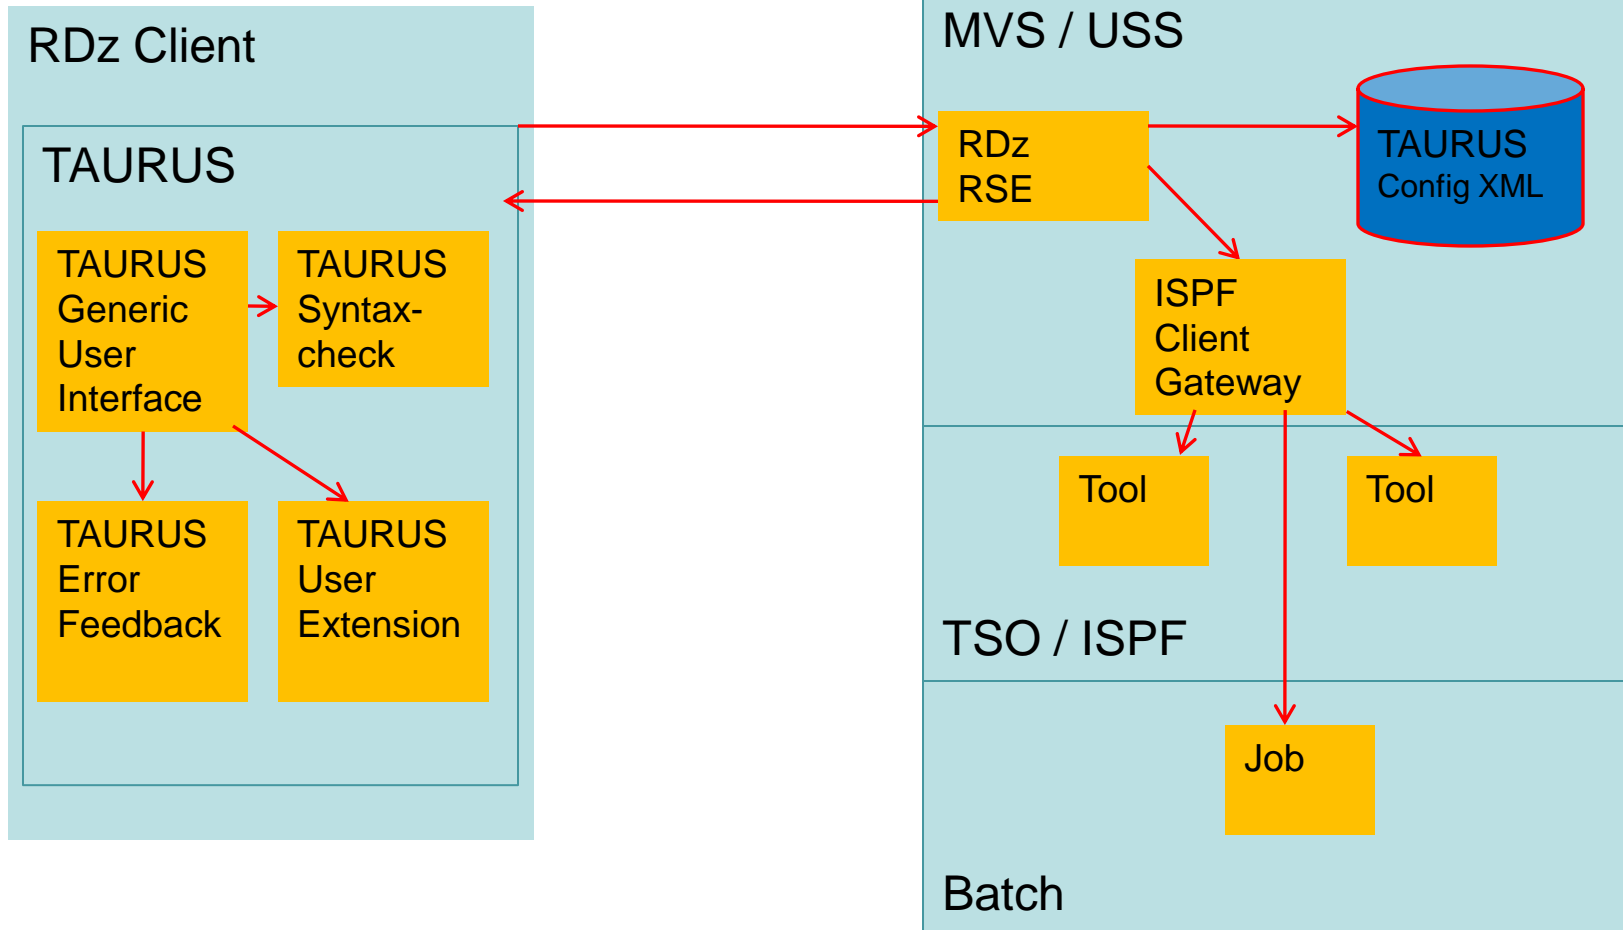 RDz Client
TAURUS
TAURUS
Generic
User
Interface
TAURUS
Syntax-
check
TAURUS
Error
Feedback
TAURUS
User
Extension
MVS / USS
RDz
RSE
TAURUS
Config XML
ISPF
Client
Gateway
Tool
Tool
TSO / ISPF
Job
Batch